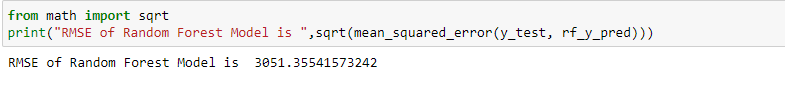 from math import sqrt
print("RMSE of Random Forest Model is ",sqrt(mean_squared_error(y_test, rf_y_pred)))
RMSE of Random Forest Model is  3051.35541573242